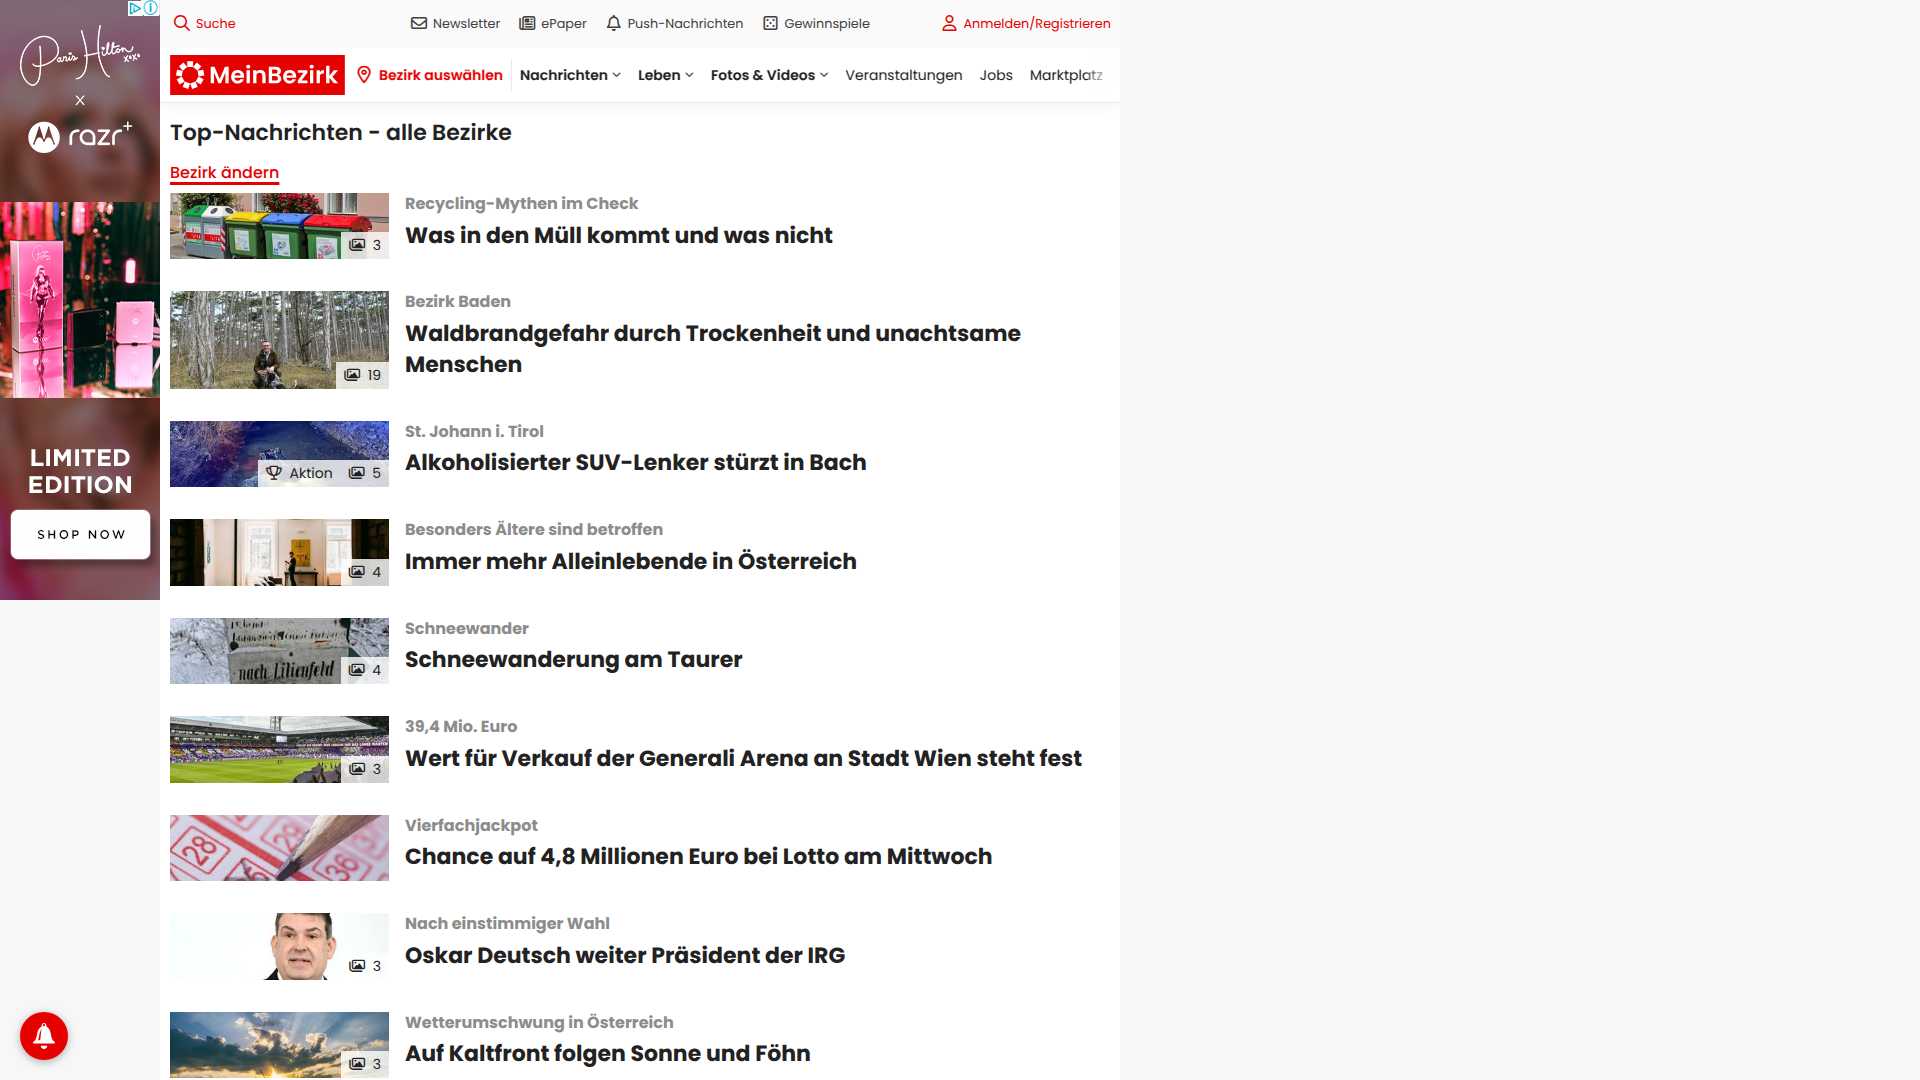 Paris Hilton
xoxo
X
razr+
LIMITED
EDITION
SHOP NOW
Suche
Newsletter
ePaper
Push-Nachrichten
Gewinnspiele
Anmelden/Registrieren
MeinBezirk
Bezirk auswählen
Nachrichten
Leben
Fotos & Videos
Veranstaltungen
Jobs
Marktplatz
Top-Nachrichten - alle Bezirke
Bezirk ändern
3
Recycling-Mythen im Check
Was in den Müll kommt und was nicht
19
Bezirk Baden
Waldbrandgefahr durch Trockenheit und unachtsame
Menschen
Aktion 5
St. Johann i. Tirol
Alkoholisierter SUV-Lenker stürzt in Bach
4
Besonders Ältere sind betroffen
Immer mehr Alleinlebende in Österreich
nach Lilienfeld
4
Schneewander
Schneewanderung am Taurer
3
39,4 Mio. Euro
Wert für Verkauf der Generali Arena an Stadt Wien steht fest
28
29
36
Vierfachjackpot
Chance auf 4,8 Millionen Euro bei Lotto am Mittwoch
3
Nach einstimmiger Wahl
Oskar Deutsch weiter Präsident der IRG
3
Wetterumschwung in Österreich
Auf Kaltfront folgen Sonne und Föhn